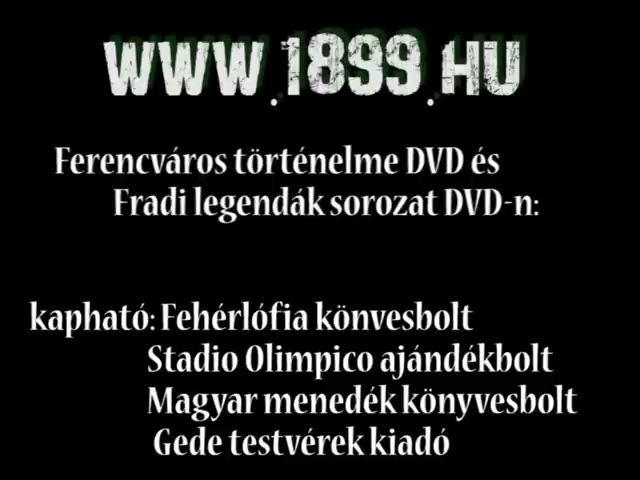 WWW.1899.HU
Ferencváros történelme DVD és
Fradi legendák sorozat DVD-n:
kapható: Fehérlófia könvesbolt
Stadio Olimpico ajándékbolt
Magyar menedék könyvesbolt
Gede testvérek kiadó